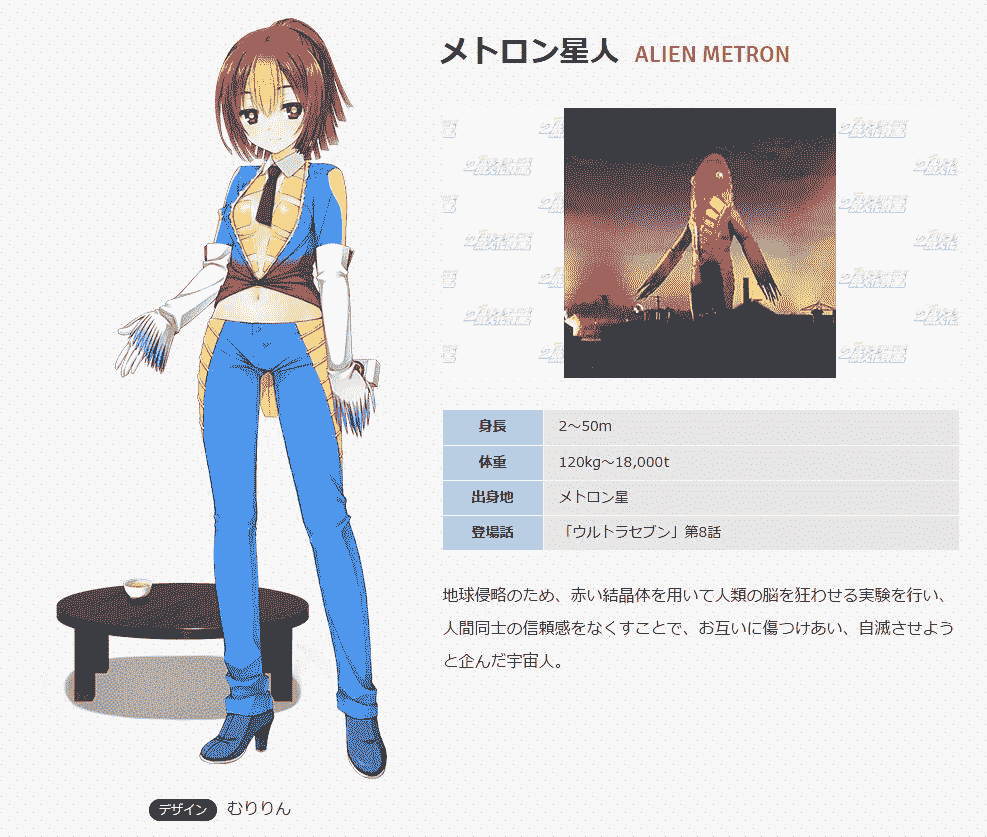 メトロン星人 ALIEN METRON
身長 2～50m
体重 120kg～18,000t
出身地 メトロン星
登場話 「ウルトラセブン」第8話
地球侵略のため、赤い結晶体を用いて人類の脳を狂わせる実験を行い、
人間同士の信頼感をなくすことで、お互いに傷つけあい、自滅させよう
と企んだ宇宙人。
デザイン むりりん